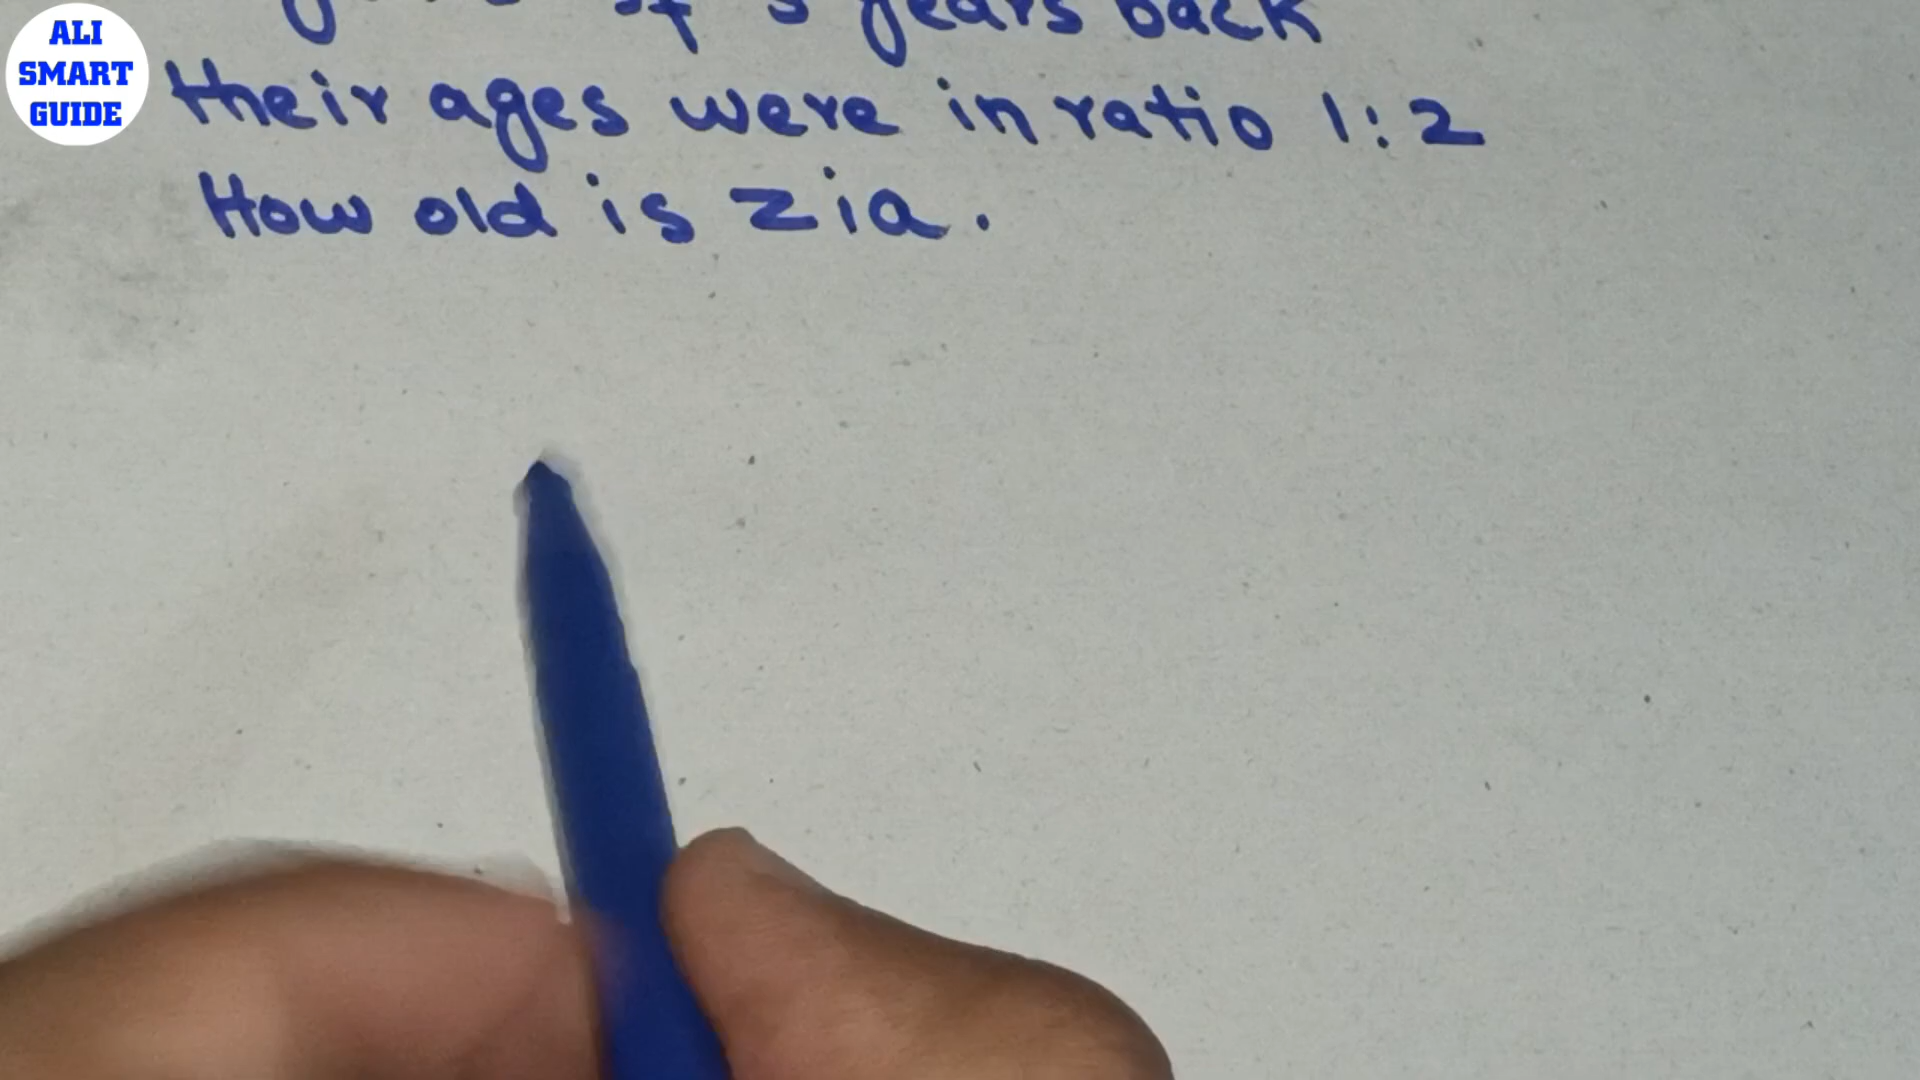 ALI
SMART
GUIDE
years back
their ages were in ratio 1:2
How old is zia.